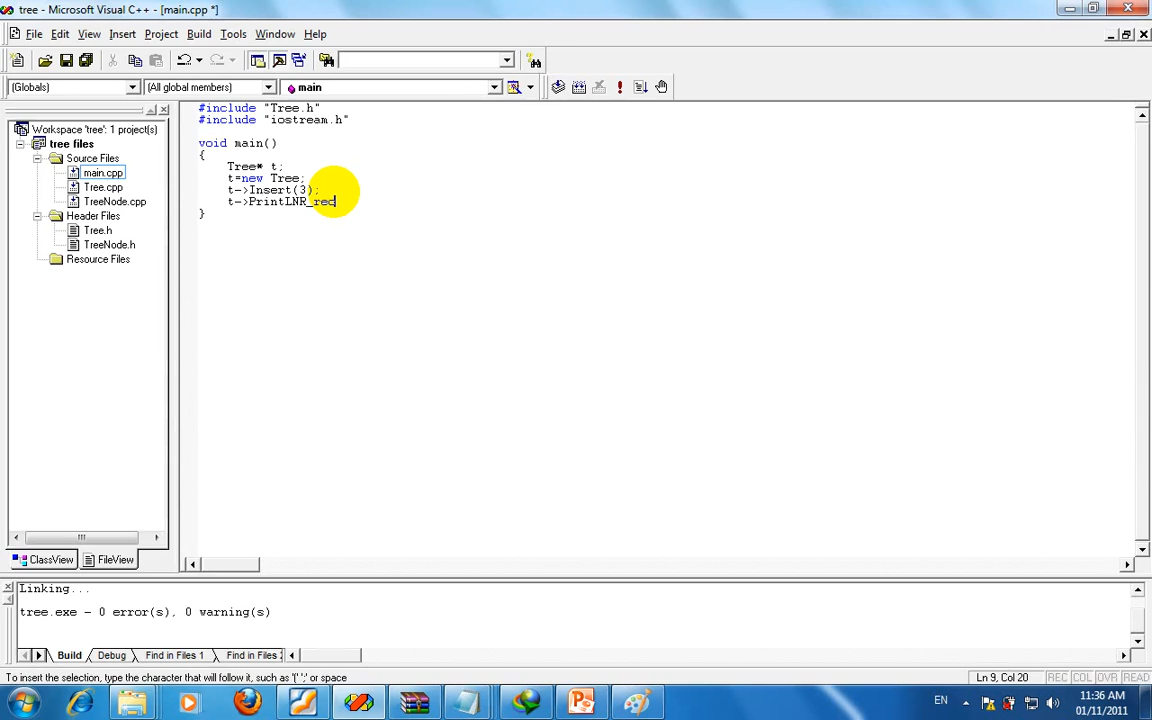 tree - Microsoft Visual C++ - [main.cpp *]
File Edit View Insert Project Build Tools Window Help
(Globals) (All global members) main
Workspace 'tree': 1 project(s)
tree files
Source Files
main.cpp
Tree.cpp
TreeNode.cpp
Header Files
Tree.h
TreeNode.h
Resource Files
ClassView FileView
#include "Tree.h"
#include "iostream.h"
void main()
{
Tree* t;
t=new Tree;
t->Insert(3);
t->PrintLNR_rec
}
Linking...
tree.exe - 0 error(s), 0 warning(s)
Build Debug Find in Files 1 Find in Files
To insert the selection, type the character that will follow it, such as '(' ';' or space
Ln 9, Col 20 REC COL OVR READ
EN 11:36 AM
01/11/2011